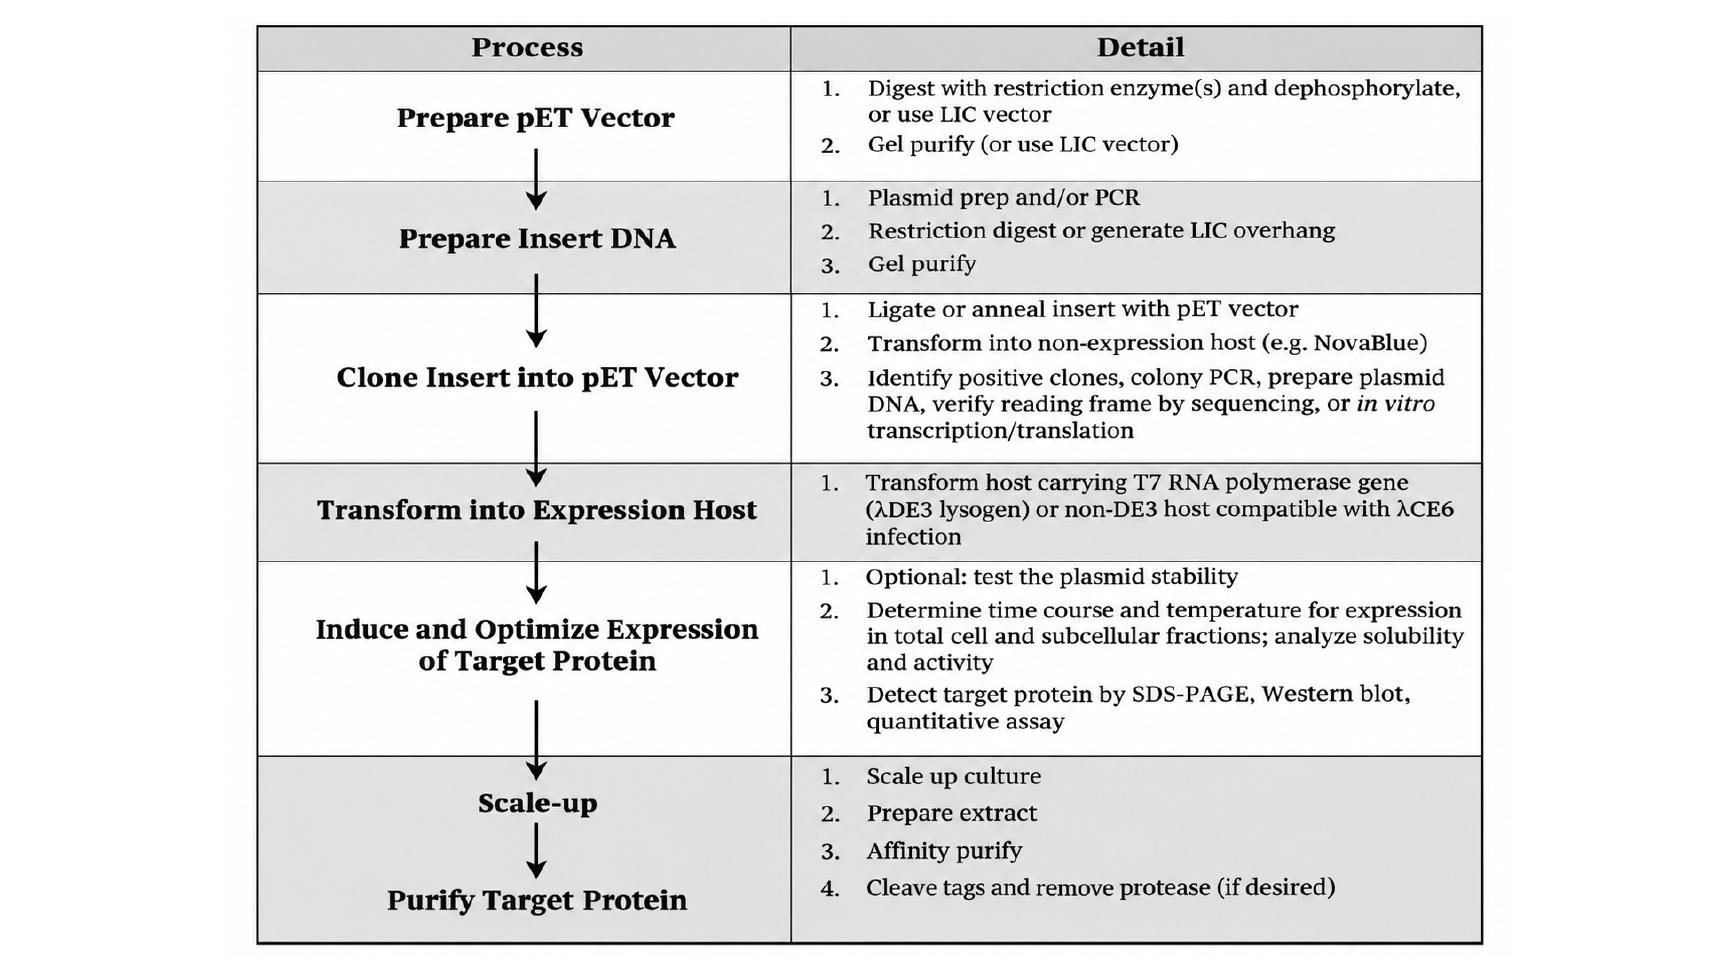 Process
Detail
Prepare pET Vector
1. Digest with restriction enzyme(s) and dephosphorylate,
or use LIC vector
2. Gel purify (or use LIC vector)
Prepare Insert DNA
1. Plasmid prep and/or PCR
2. Restriction digest or generate LIC overhang
3. Gel purify
Clone Insert into pET Vector
1. Ligate or anneal insert with pET vector
2. Transform into non-expression host (e.g. NovaBlue)
3. Identify positive clones, colony PCR, prepare plasmid
DNA, verify reading frame by sequencing, or in vitro
transcription/translation
Transform into Expression Host
1. Transform host carrying T7 RNA polymerase gene
(λDE3 lysogen) or non-DE3 host compatible with λCE6
infection
Induce and Optimize Expression
of Target Protein
1. Optional: test the plasmid stability
2. Determine time course and temperature for expression
in total cell and subcellular fractions; analyze solubility
and activity
3. Detect target protein by SDS-PAGE, Western blot,
quantitative assay
Scale-up
Purify Target Protein
1. Scale up culture
2. Prepare extract
3. Affinity purify
4. Cleave tags and remove protease (if desired)